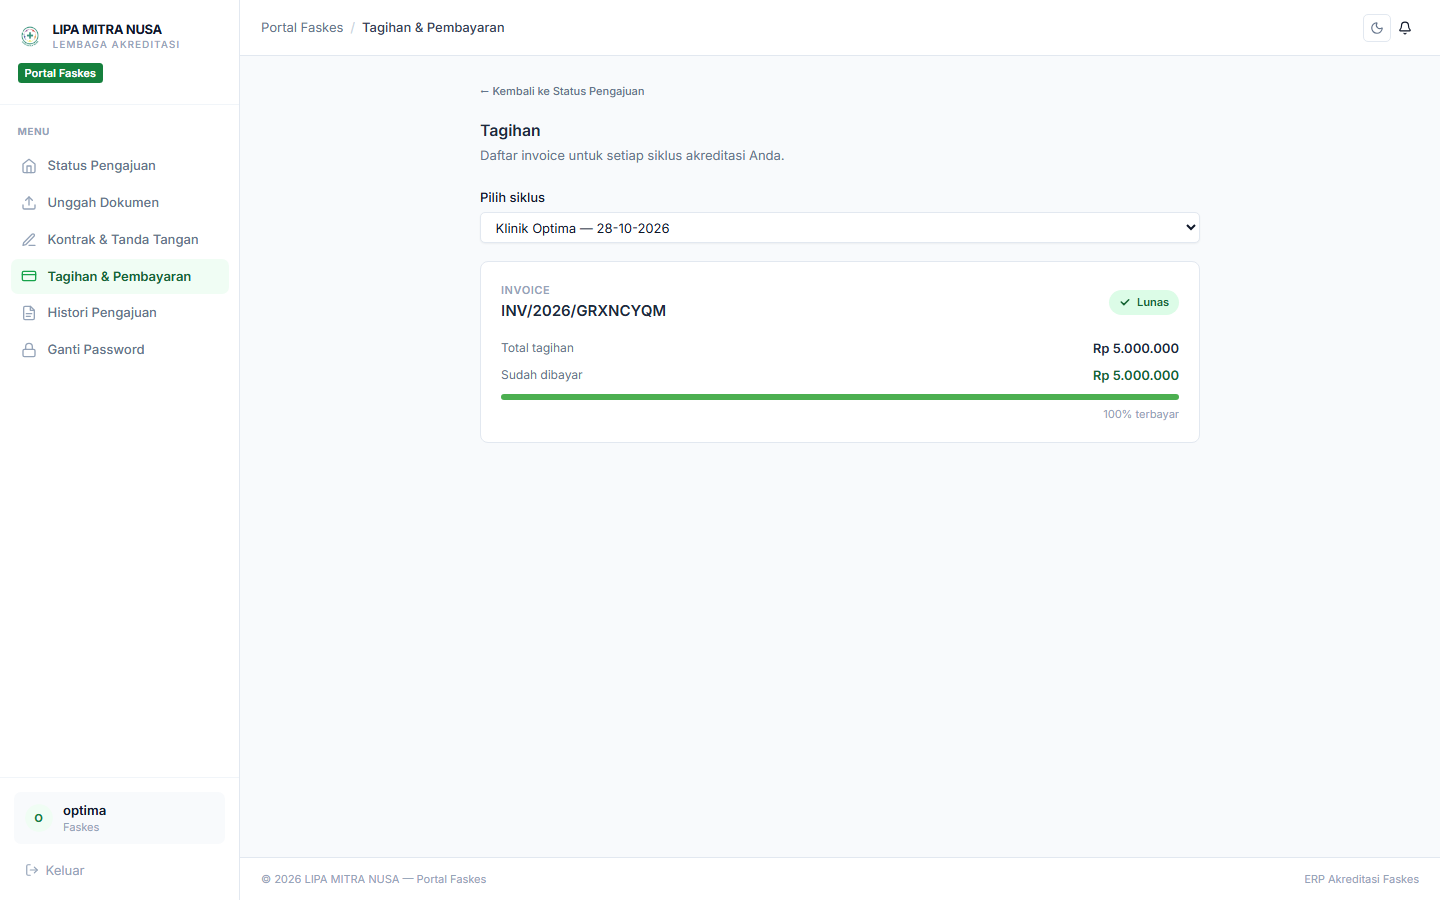 LIPA MITRA NUSA
LEMBAGA AKREDITASI
Portal Faskes
MENU
Status Pengajuan
Unggah Dokumen
Kontrak & Tanda Tangan
Tagihan & Pembayaran
Histori Pengajuan
Ganti Password
O
optima
Faskes
Keluar
Portal Faskes / Tagihan & Pembayaran
← Kembali ke Status Pengajuan
Tagihan
Daftar invoice untuk setiap siklus akreditasi Anda.
Pilih siklus
Klinik Optima — 28-10-2026
INVOICE
INV/2026/GRXNCYQM
✓ Lunas
Total tagihan Rp 5.000.000
Sudah dibayar Rp 5.000.000
100% terbayar
© 2026 LIPA MITRA NUSA — Portal Faskes
ERP Akreditasi Faskes